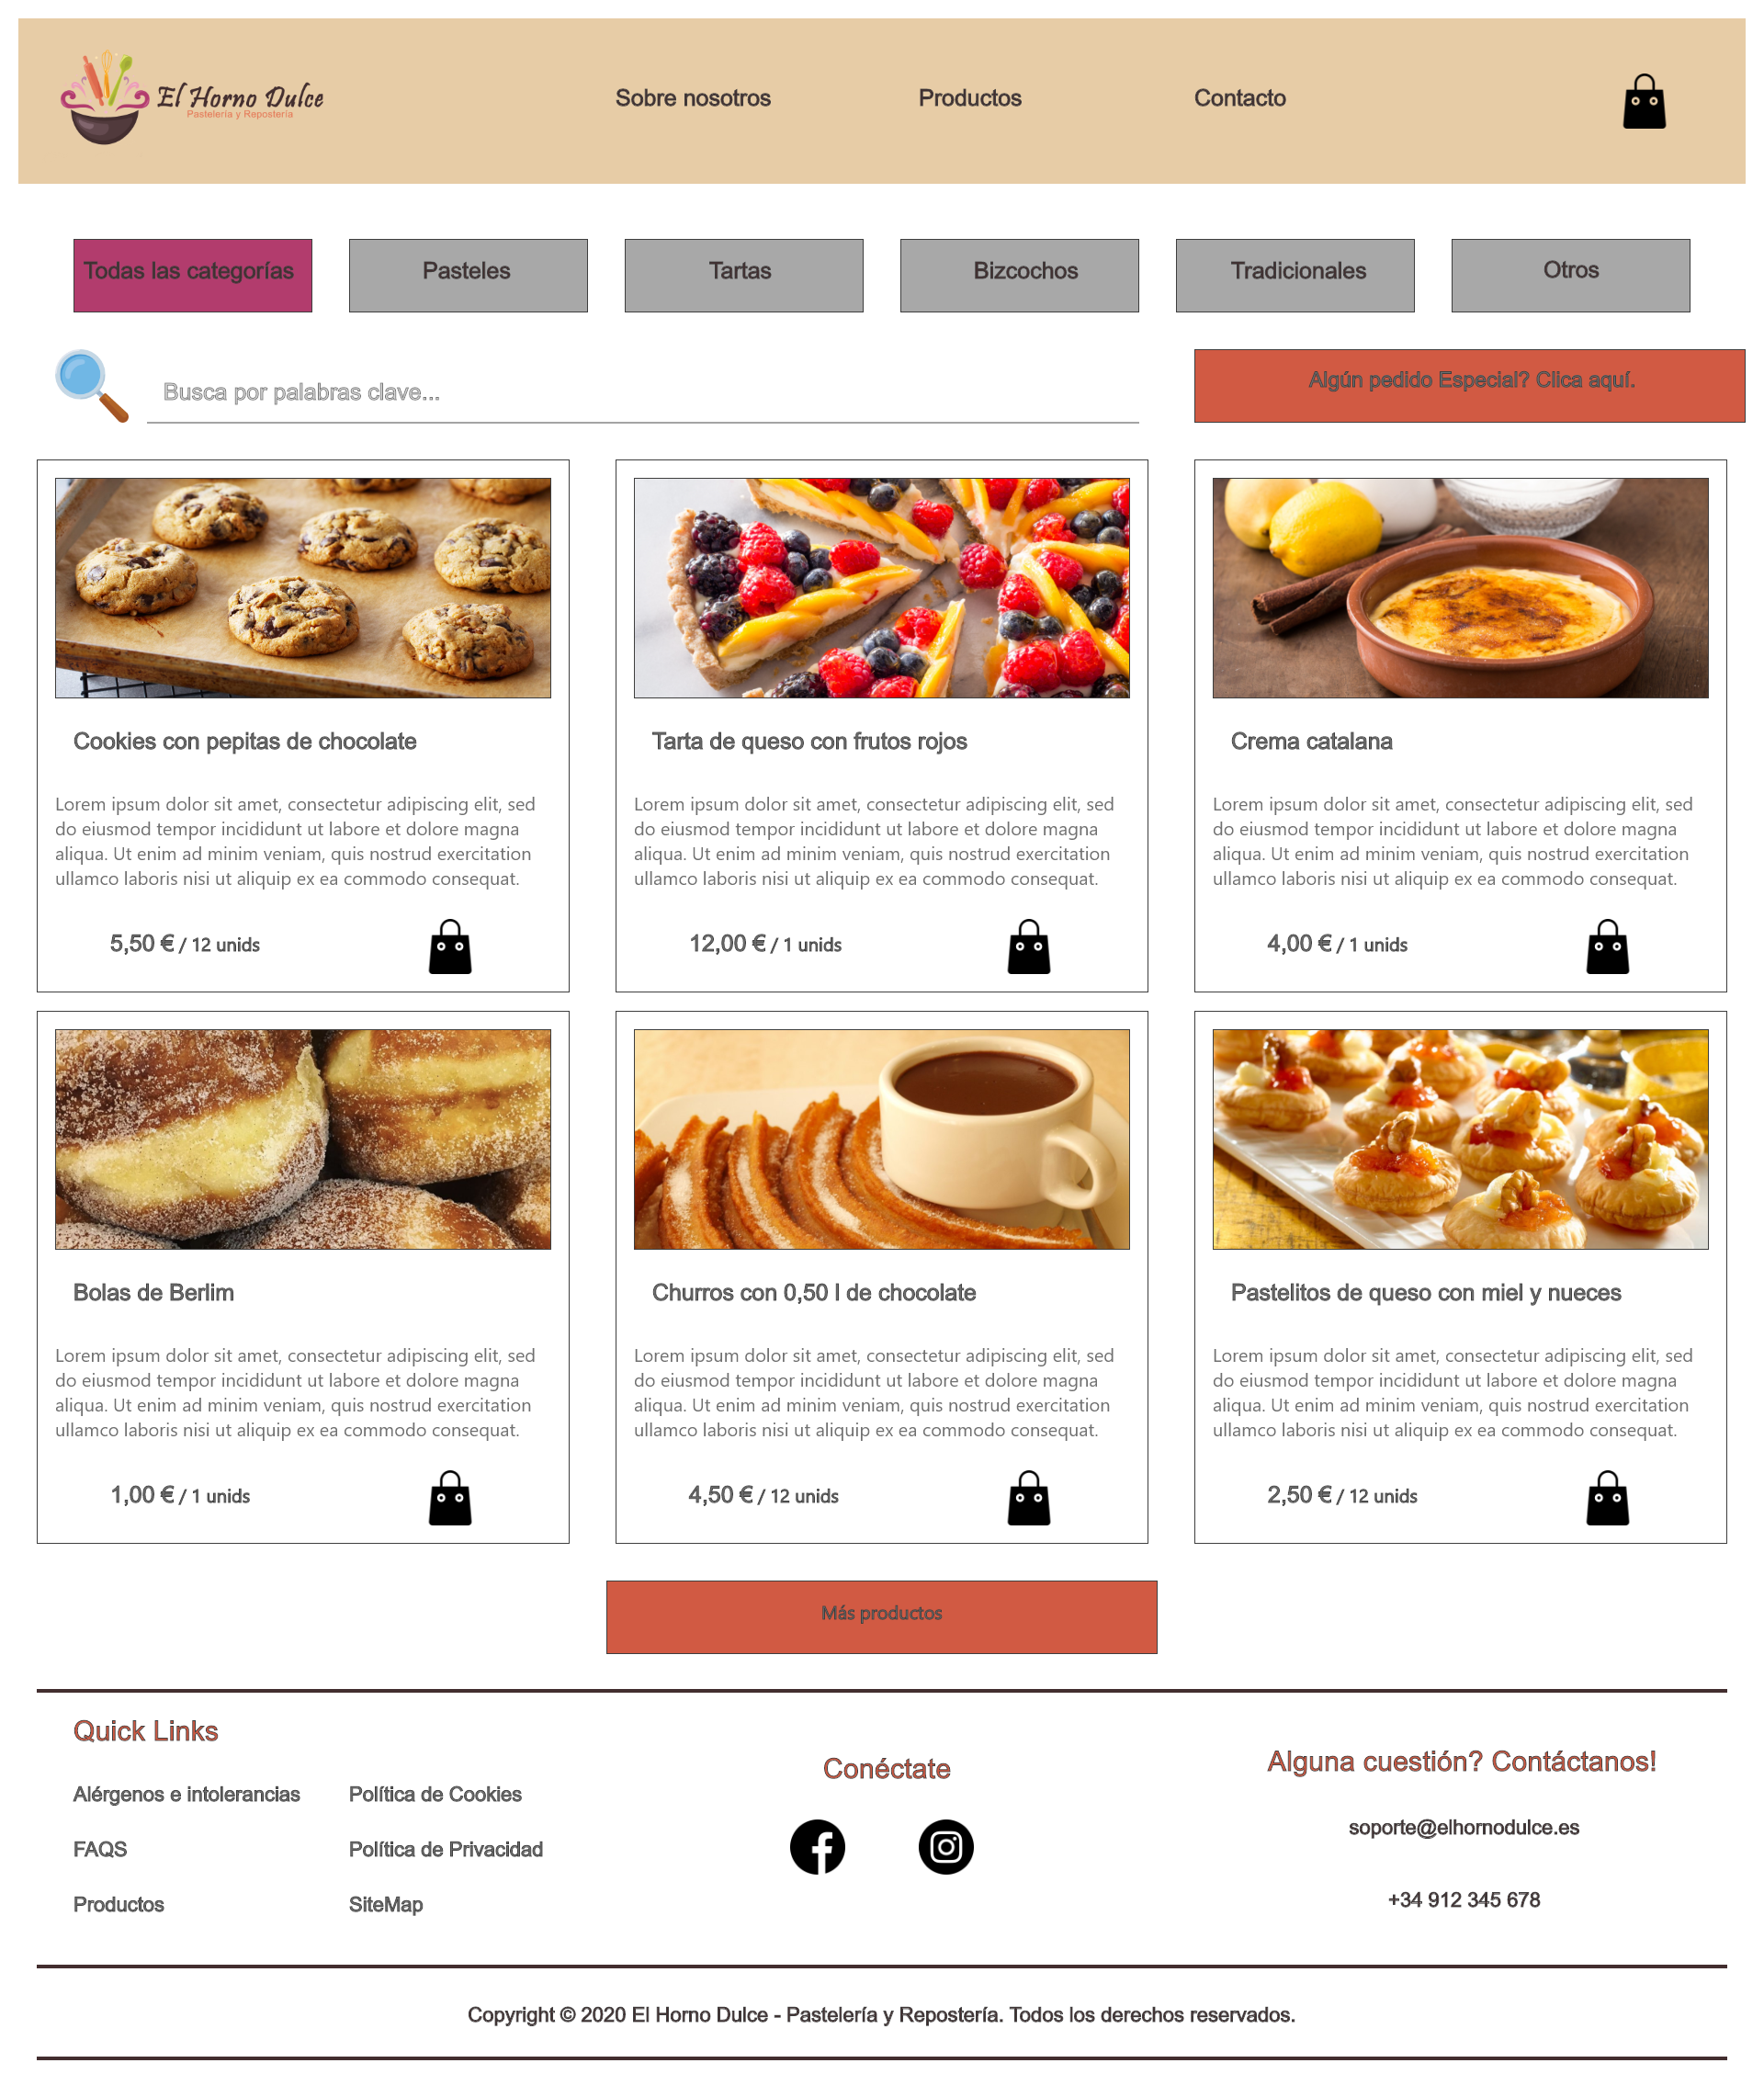 El Horno Dulce
Pastelería y Repostería
Sobre nosotros
Productos
Contacto
Todas las categorías
Pasteles
Tartas
Bizcochos
Tradicionales
Otros
Busca por palabras clave...
Algún pedido Especial? Clica aquí.
Cookies con pepitas de chocolate
Lorem ipsum dolor sit amet, consectetur adipiscing elit, sed
do eiusmod tempor incididunt ut labore et dolore magna
aliqua. Ut enim ad minim veniam, quis nostrud exercitation
ullamco laboris nisi ut aliquip ex ea commodo consequat.
5,50 € / 12 unids
Tarta de queso con frutos rojos
Lorem ipsum dolor sit amet, consectetur adipiscing elit, sed
do eiusmod tempor incididunt ut labore et dolore magna
aliqua. Ut enim ad minim veniam, quis nostrud exercitation
ullamco laboris nisi ut aliquip ex ea commodo consequat.
12,00 € / 1 unids
Crema catalana
Lorem ipsum dolor sit amet, consectetur adipiscing elit, sed
do eiusmod tempor incididunt ut labore et dolore magna
aliqua. Ut enim ad minim veniam, quis nostrud exercitation
ullamco laboris nisi ut aliquip ex ea commodo consequat.
4,00 € / 1 unids
Bolas de Berlim
Lorem ipsum dolor sit amet, consectetur adipiscing elit, sed
do eiusmod tempor incididunt ut labore et dolore magna
aliqua. Ut enim ad minim veniam, quis nostrud exercitation
ullamco laboris nisi ut aliquip ex ea commodo consequat.
1,00 € / 1 unids
Churros con 0,50 l de chocolate
Lorem ipsum dolor sit amet, consectetur adipiscing elit, sed
do eiusmod tempor incididunt ut labore et dolore magna
aliqua. Ut enim ad minim veniam, quis nostrud exercitation
ullamco laboris nisi ut aliquip ex ea commodo consequat.
4,50 € / 12 unids
Pastelitos de queso con miel y nueces
Lorem ipsum dolor sit amet, consectetur adipiscing elit, sed
do eiusmod tempor incididunt ut labore et dolore magna
aliqua. Ut enim ad minim veniam, quis nostrud exercitation
ullamco laboris nisi ut aliquip ex ea commodo consequat.
2,50 € / 12 unids
Más productos
Quick Links
Alérgenos e intolerancias
FAQS
Productos
Política de Cookies
Política de Privacidad
SiteMap
Conéctate
Alguna cuestión? Contáctanos!
soporte@elhornodulce.es
+34 912 345 678
Copyright © 2020 El Horno Dulce - Pastelería y Repostería. Todos los derechos reservados.